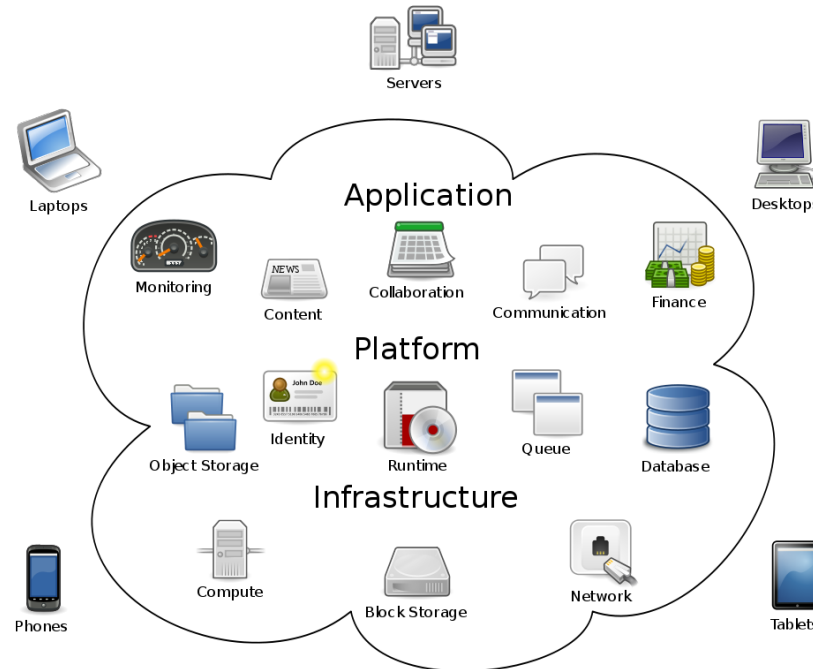 Servers
Laptops
Desktops
Application
Monitoring
NEWS
Content
Collaboration
Communication
Finance
Platform
Object Storage
John Doe
Identity
Runtime
Queue
Database
Infrastructure
Compute
Block Storage
Network
Phones
Tablets